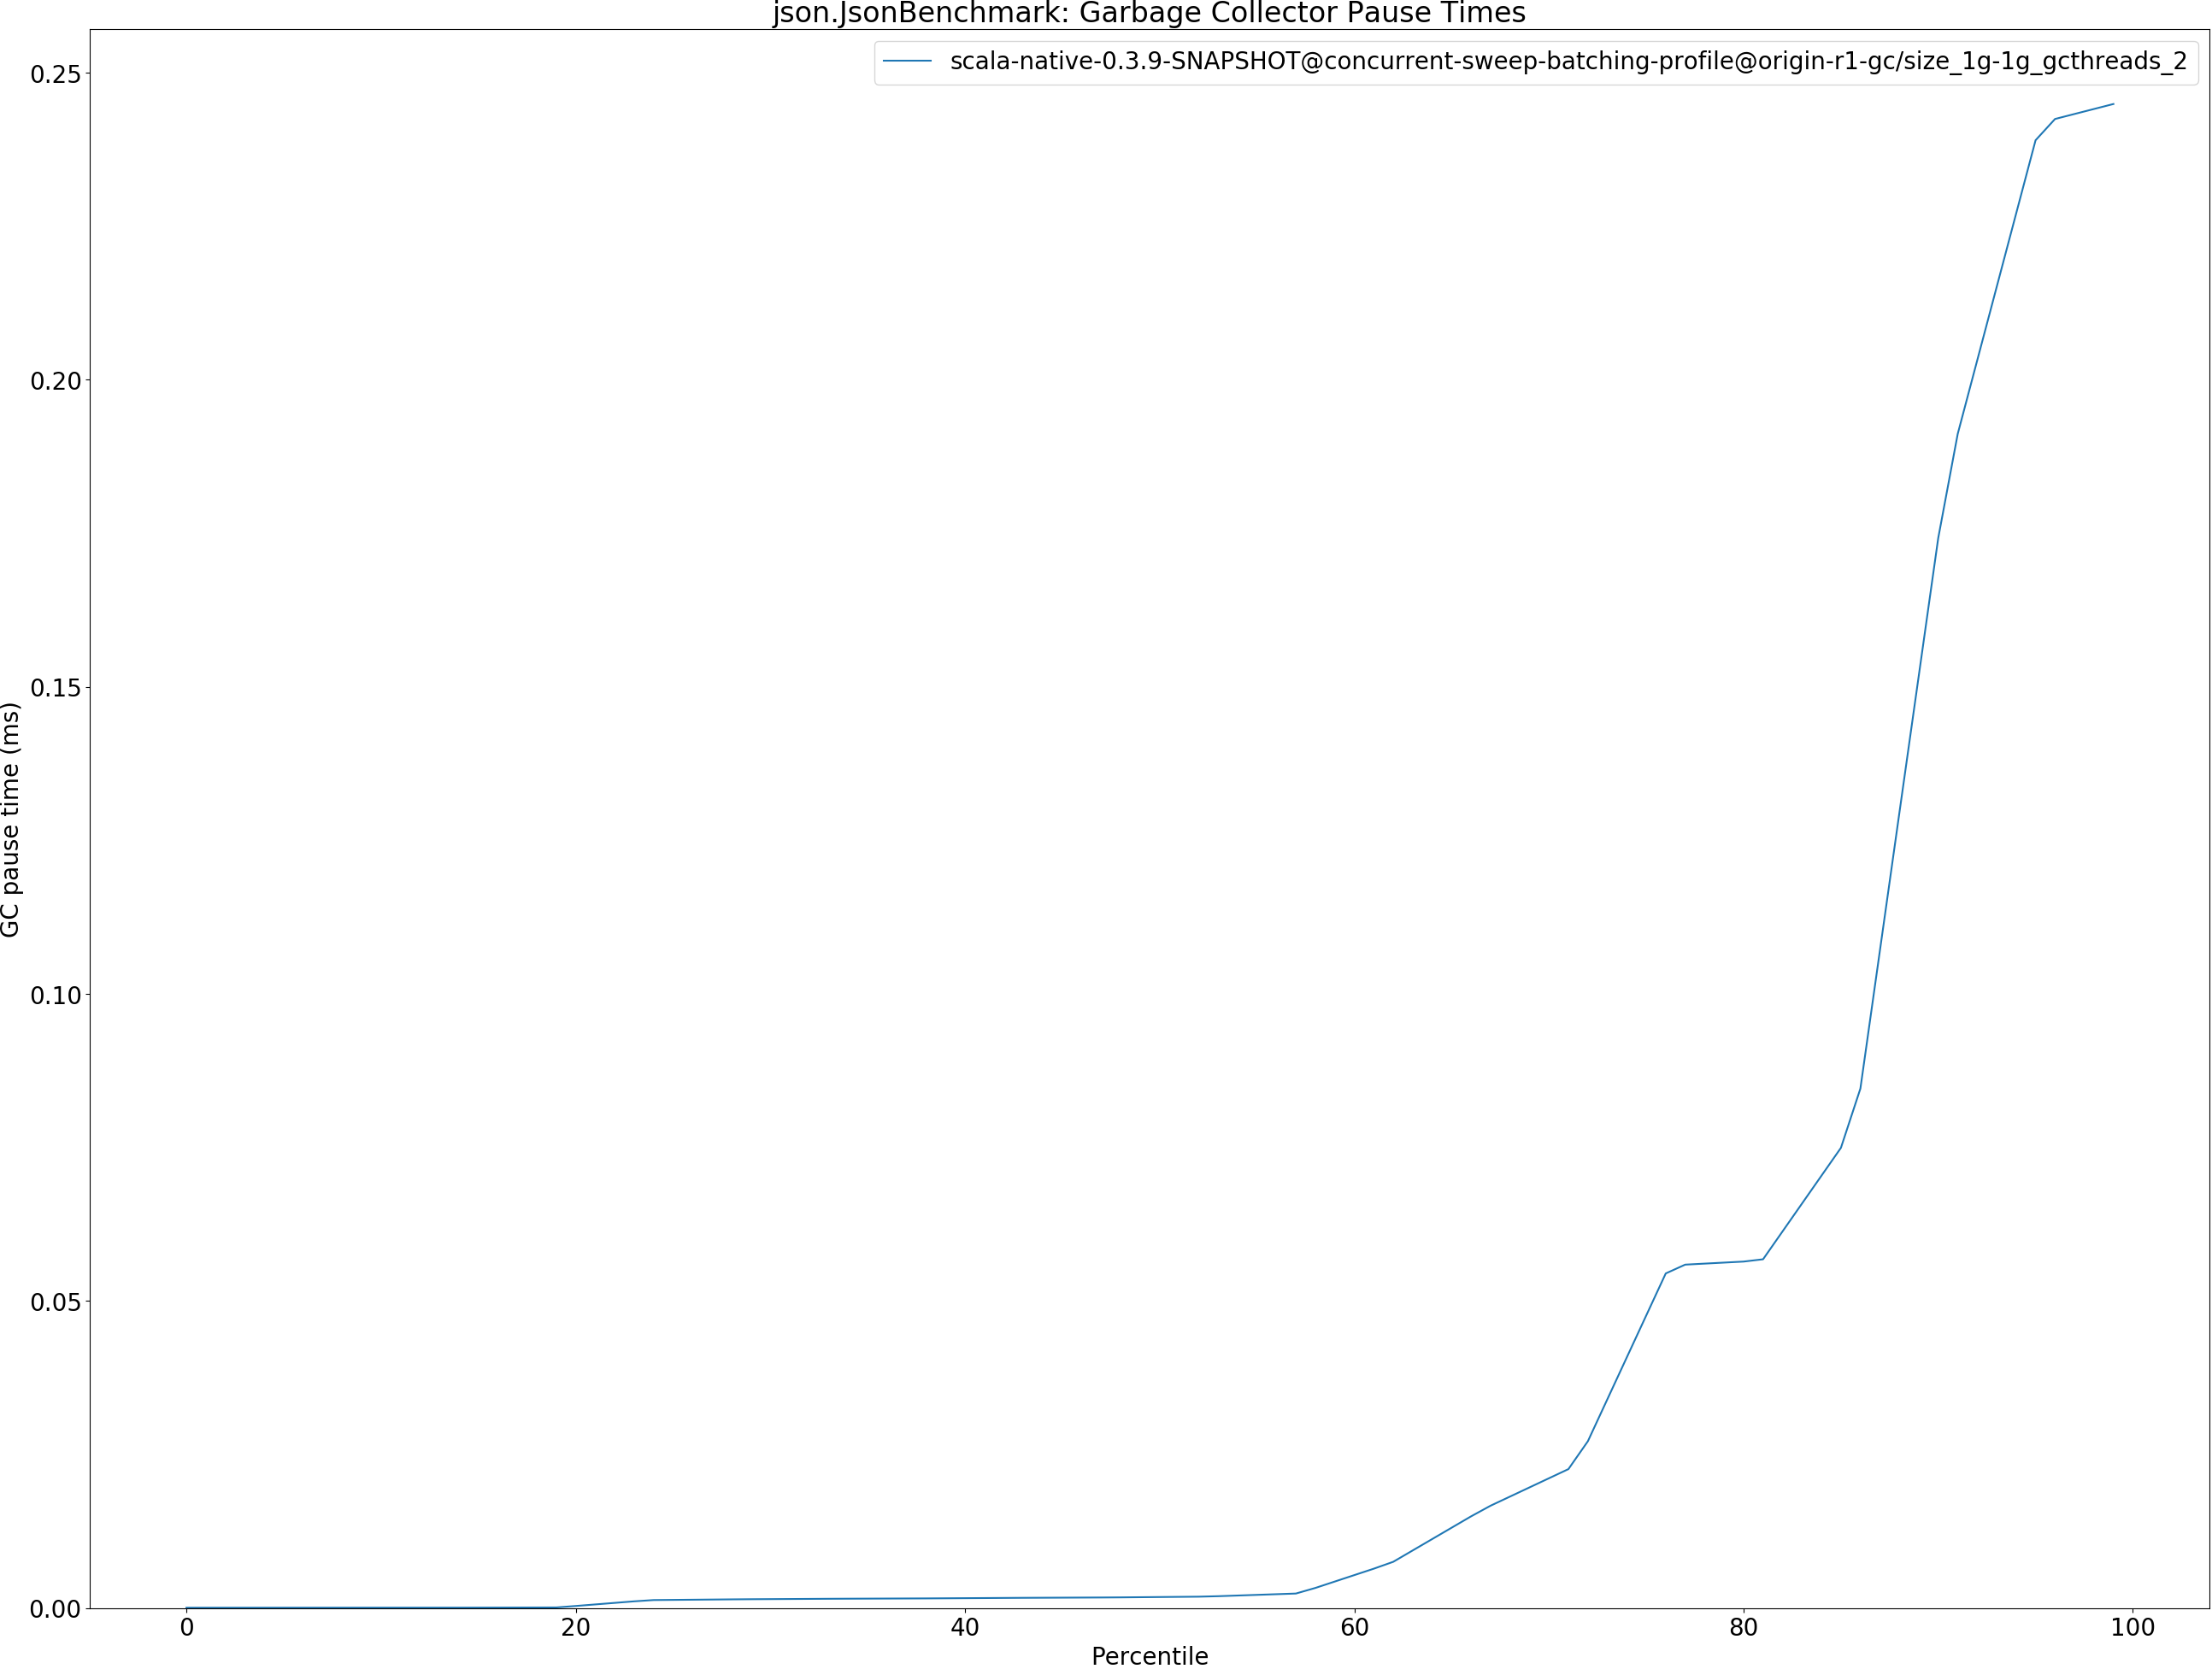 json.JsonBenchmark: Garbage Collector Pause Times
scala-native-0.3.9-SNAPSHOT@concurrent-sweep-batching-profile@origin-r1-gc/size_1g-1g_gcthreads_2
GC pause time (ms)
0.25
0.20
0.15
0.10
0.05
0.00
0 20 40 60 80 100
Percentile